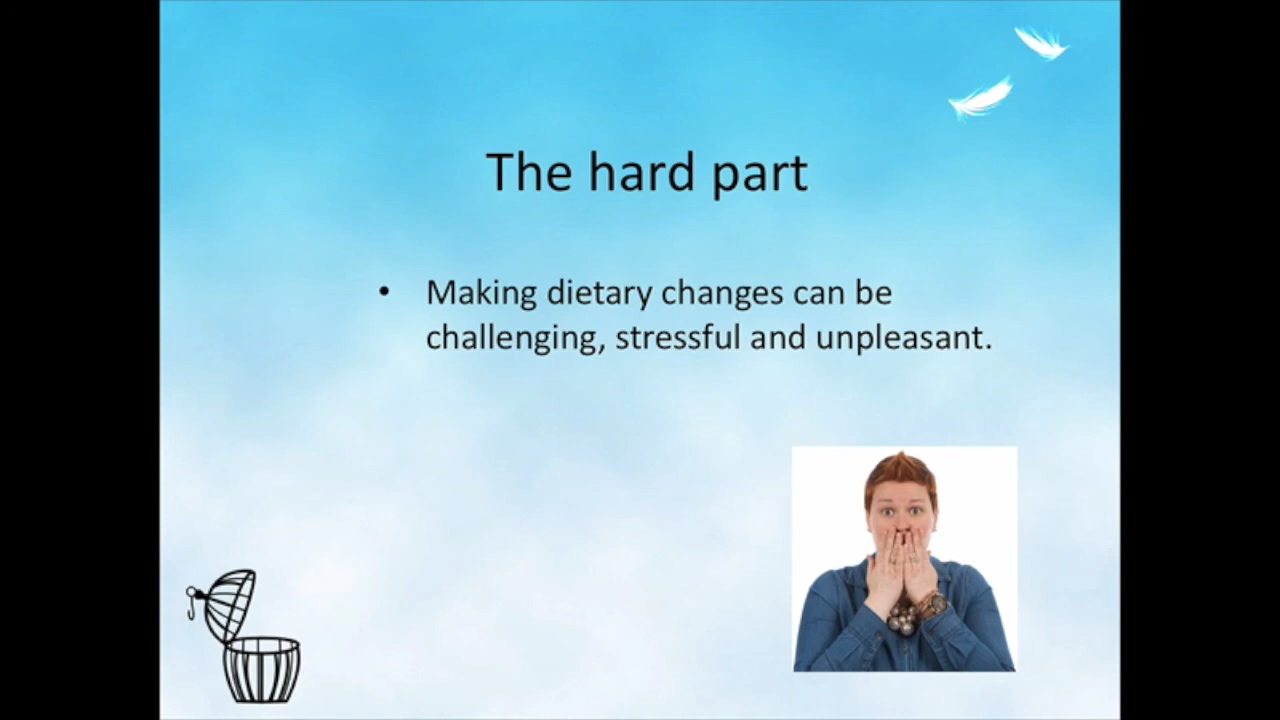 The hard part
• Making dietary changes can be
challenging, stressful and unpleasant.